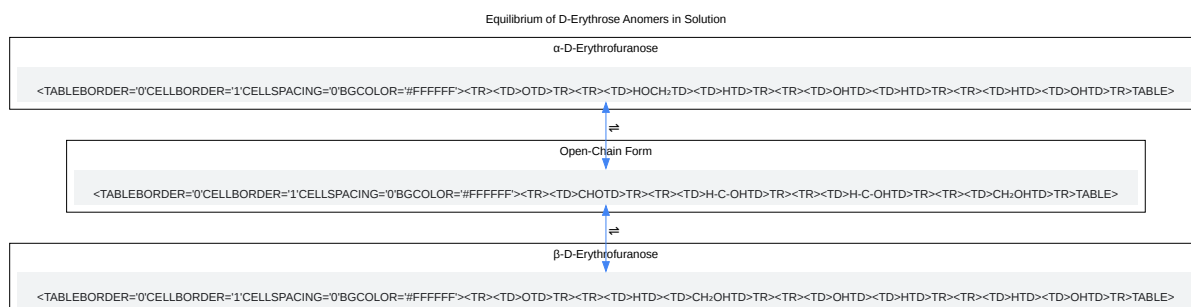 Equilibrium of D-Erythrose Anomers in Solution
α-D-Erythrofuranose
<TABLEBORDER='0'CELLBORDER='1'CELLSPACING='0'BGCOLOR='#FFFFFF'><TR><TD>OTD>TR><TR><TD>HOCH₂TD><TD>HTD>TR><TR><TD>OHTD><TD>HTD>TR><TR><TD>HTD><TD>OHTD>TR>TABLE>
⇌
Open-Chain Form
<TABLEBORDER='0'CELLBORDER='1'CELLSPACING='0'BGCOLOR='#FFFFFF'><TR><TD>CHOTD>TR><TR><TD>H-C-OHTD>TR><TR><TD>H-C-OHTD>TR><TR><TD>CH₂OHTD>TR>TABLE>
⇌
β-D-Erythrofuranose
<TABLEBORDER='0'CELLBORDER='1'CELLSPACING='0'BGCOLOR='#FFFFFF'><TR><TD>OTD>TR><TR><TD>HTD><TD>CH₂OHTD>TR><TR><TD>OHTD><TD>HTD>TR><TR><TD>HTD><TD>OHTD>TR>TABLE>